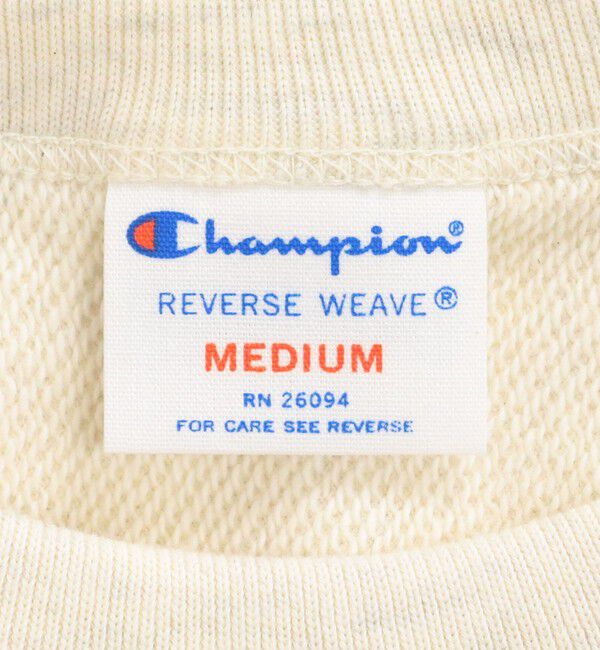 Champion®
REVERSE WEAVE®
MEDIUM
RN 26094
FOR CARE SEE REVERSE